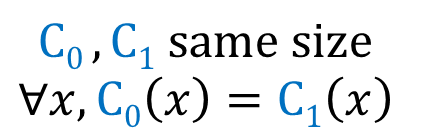 C₀, C₁ same size
∀x, C₀(x) = C₁(x)